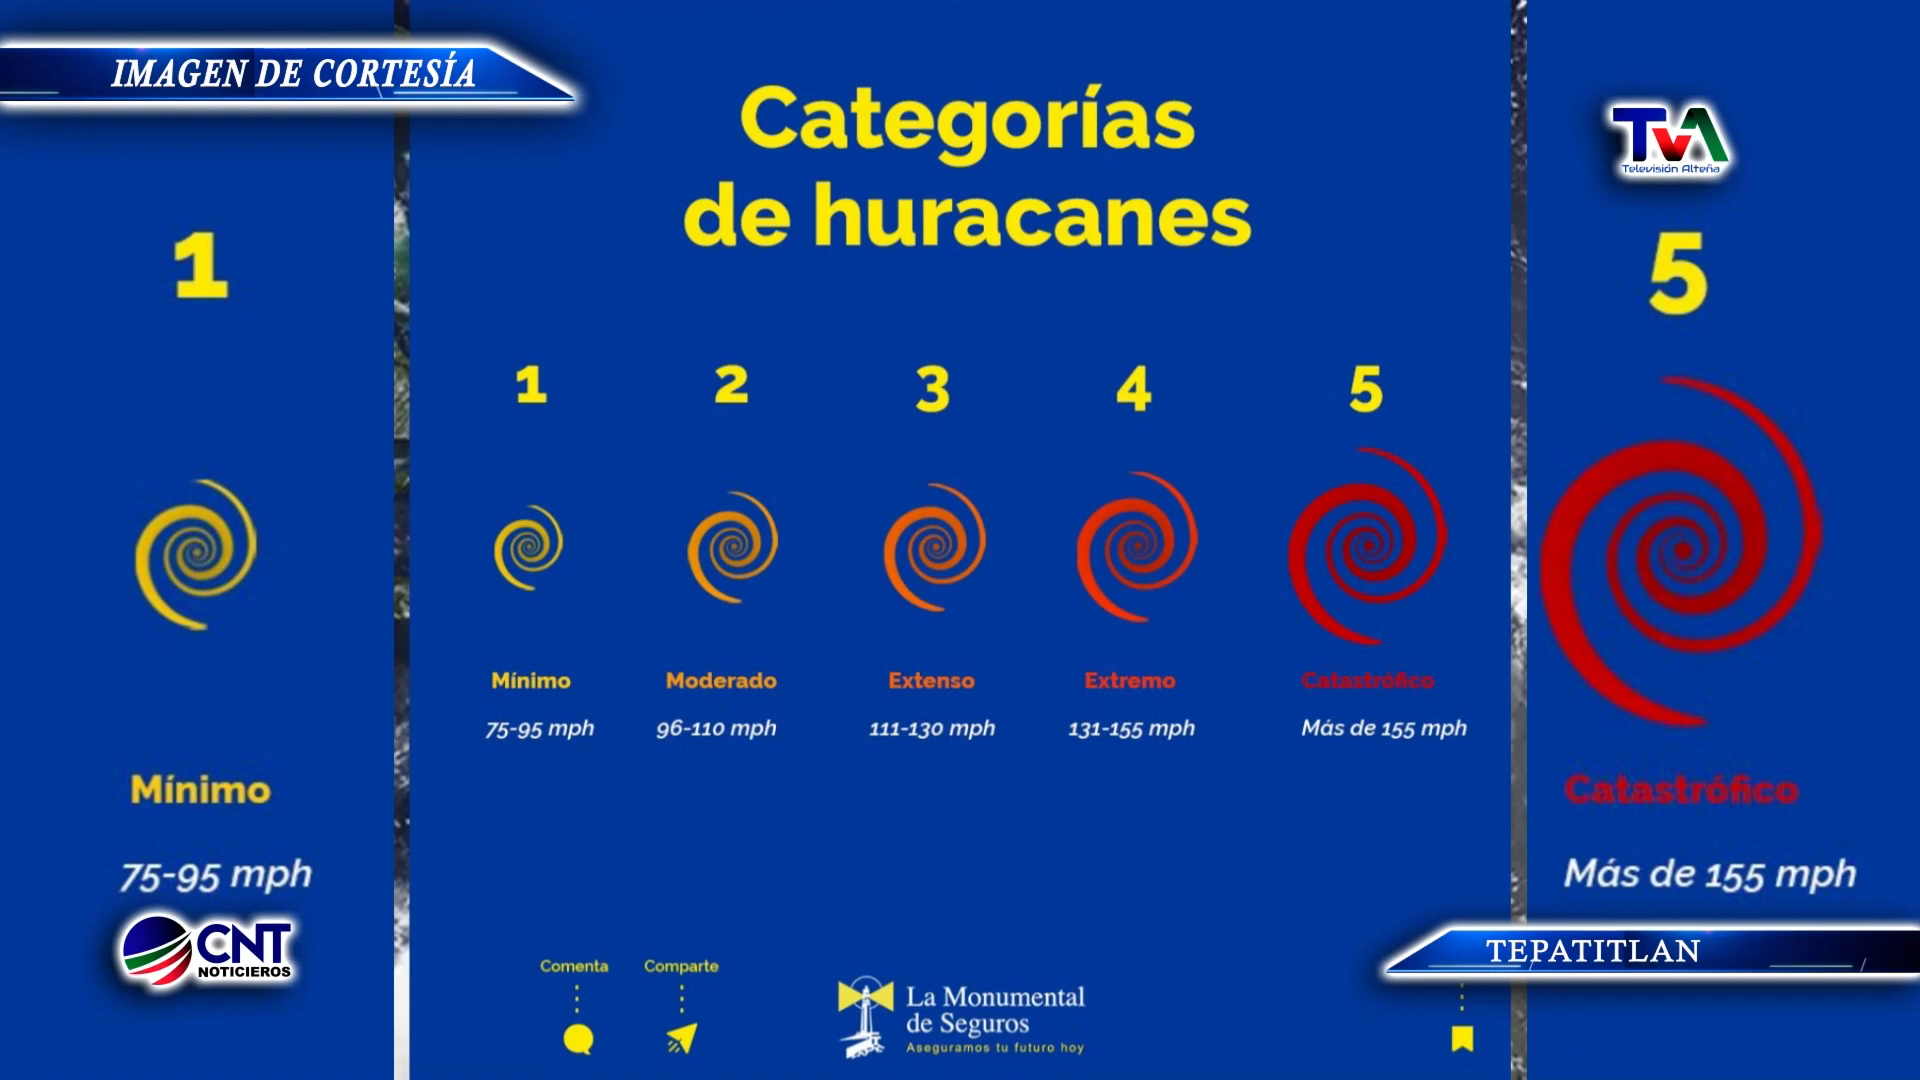 IMAGEN DE CORTESÍA
Categorías
de huracanes
TvA
Televisión Alteña
1
5
1
2
3
4
5
Mínimo
Moderado
Extenso
Extremo
Catastrófico
75-95 mph
96-110 mph
111-130 mph
131-155 mph
Más de 155 mph
Mínimo
Catastrófico
75-95 mph
Más de 155 mph
CNT
NOTICIEROS
TEPATITLAN
Comenta
Comparte
La Monumental
de Seguros
Aseguramos tu futuro hoy